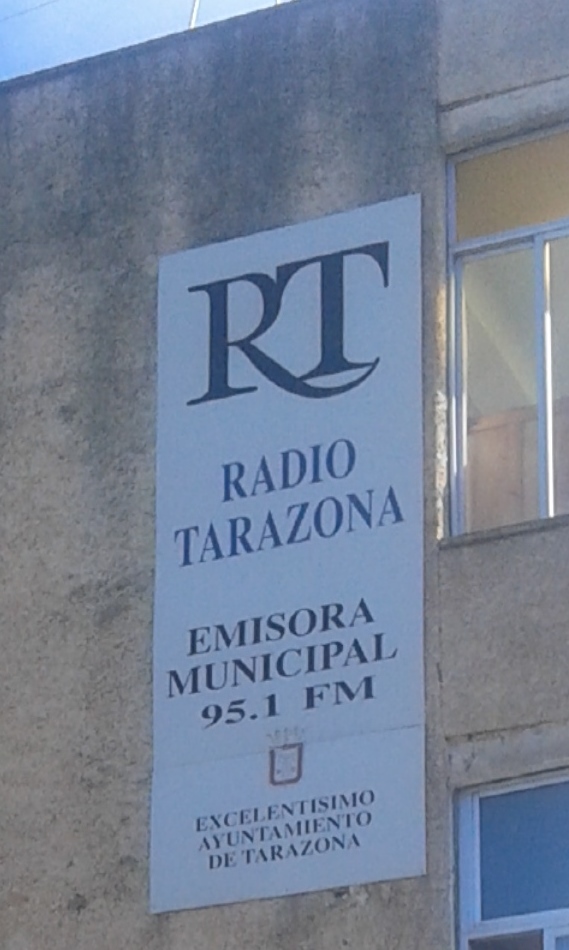 RT
RADIO
TARAZONA
EMISORA
MUNICIPAL
95.1 FM
EXCELENTISIMO
AYUNTAMIENTO
DE TARAZONA